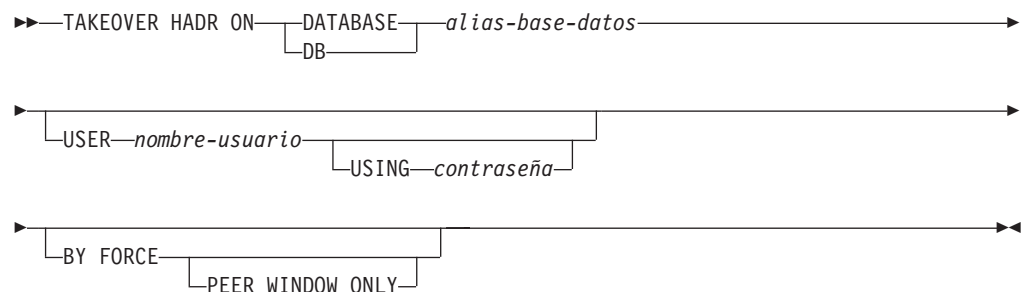 TAKEOVER HADR ON DATABASE alias-base-datos
DB
USER nombre-usuario
USING contraseña
BY FORCE
PEER WINDOW ONLY